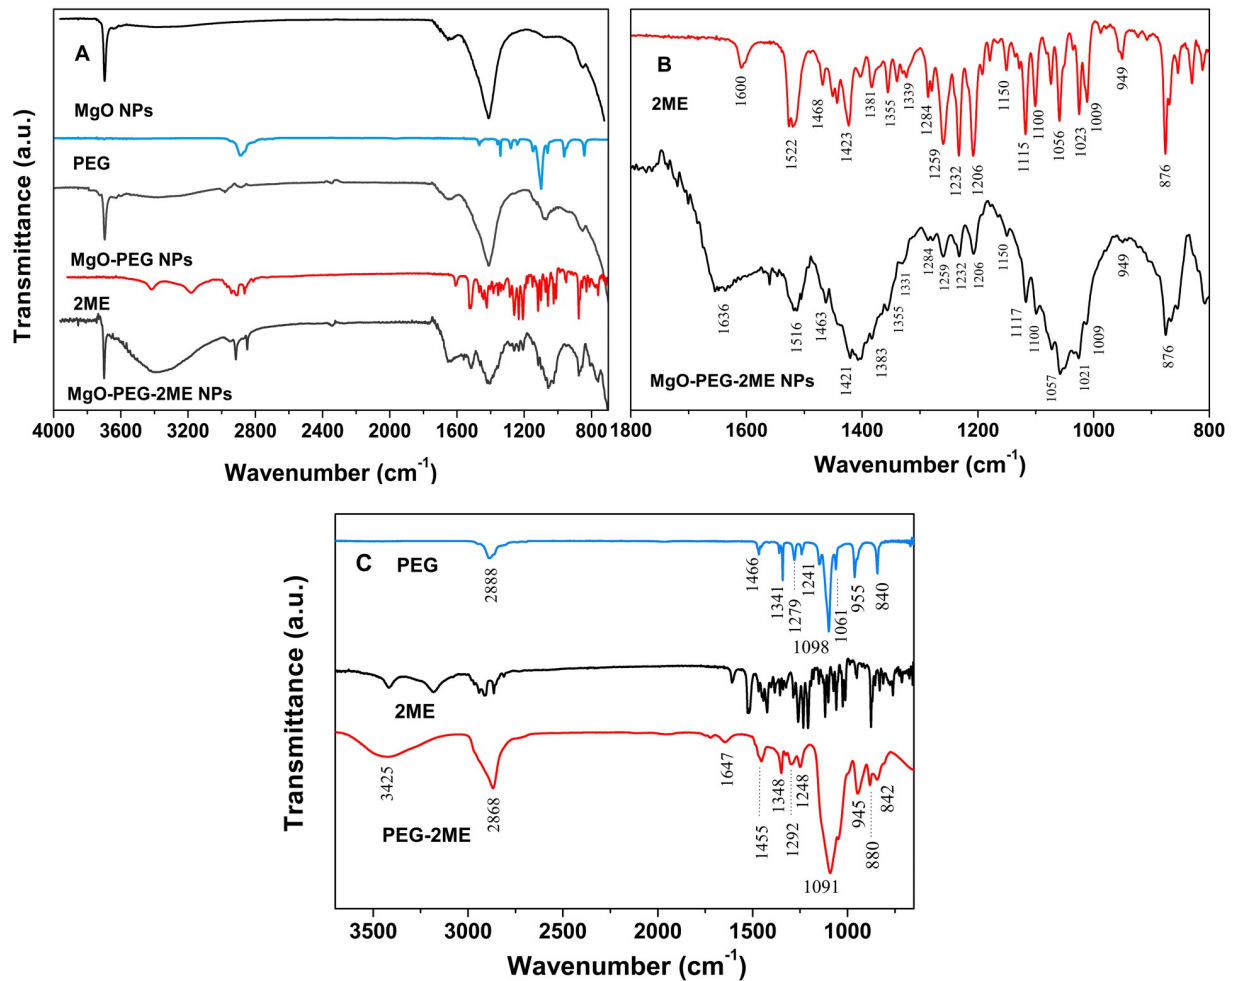 A
MgO NPs
PEG
MgO-PEG NPs
2ME
MgO-PEG-2ME NPs
Transmittance (a.u.)
4000 3600 3200 2800 2400 2000 1600 1200 800
Wavenumber (cm-1)
B
2ME
1600
1522
1468
1423
1381
1355
1339
1284
1259
1232
1206
1150
1115
1100
1056
1023
1009
949
876
1636
1516
1463
1421
1383
1355
1331
1284
1259
1232
1206
1150
1117
1100
1057
1021
1009
949
876
MgO-PEG-2ME NPs
1800 1600 1400 1200 1000 800
Wavenumber (cm-1)
C
PEG
2888
1466
1341
1279
1241
1098
1061
955
840
2ME
3425
2868
1647
1455
1348
1292
1248
1091
945
880
842
PEG-2ME
Transmittance (a.u.)
3500 3000 2500 2000 1500 1000
Wavenumber (cm-1)